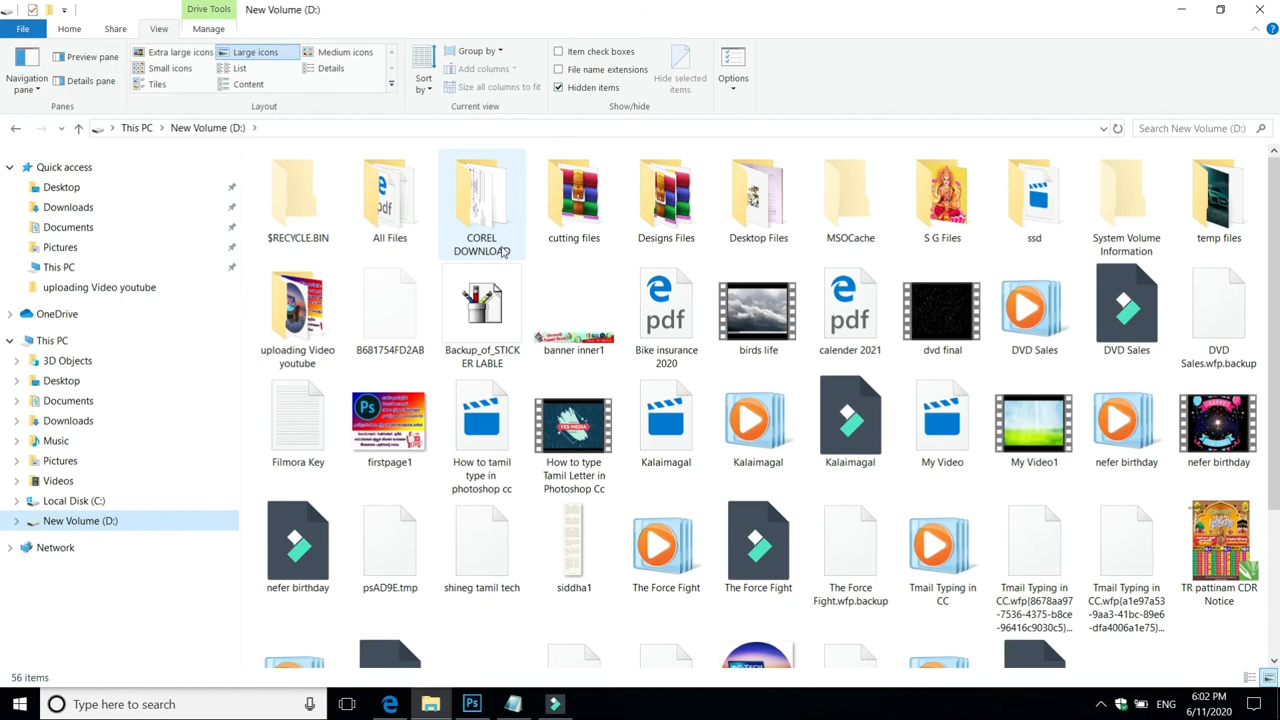 Drive Tools
New Volume (D:)
File
Home
Share
View
Manage
Navigation
pane
Preview pane
Details pane
Panes
Extra large icons
Large icons
Medium icons
Small icons
List
Details
Tiles
Content
Layout
Sort
by
Group by
Add columns
Size all columns to fit
Current view
Item check boxes
File name extensions
Hidden items
Hide selected
items
Show/hide
Options
This PC
New Volume (D:)
Search New Volume (D:)
Quick access
Desktop
Downloads
Documents
Pictures
This PC
uploading Video youtube
OneDrive
This PC
3D Objects
Desktop
Documents
Downloads
Music
Pictures
Videos
Local Disk (C:)
New Volume (D:)
Network
$RECYCLE.BIN
All Files
COREL
DOWNLOAD
cutting files
Designs Files
Desktop Files
MSOCache
S G Files
ssd
System Volume
Information
temp files
uploading Video
youtube
B681754FD2AB
Backup_of_STICK
ER LABLE
banner inner1
Bike insurance
2020
birds life
calender 2021
dvd final
DVD Sales
DVD Sales
DVD
Sales.wfp.backup
Filmora Key
firstpage1
How to tamil
type in
photoshop cc
How to type
Tamil Letter in
Photoshop Cc
Kalaimagal
Kalaimagal
Kalaimagal
My Video
My Video1
nefer birthday
nefer birthday
nefer birthday
psAD9E.tmp
shineg tamil tech
siddha1
The Force Fight
The Force Fight
The Force
Fight.wfp.backup
Tmail Typing in
CC
Tmail Typing in
CC.wfp{8678aa97
-7536-4375-b8ce
-96416c9030c5}...
Tmail Typing in
CC.wfp{a1e97a53
-9aa3-41bc-89e6
-dfa4006a1e75}...
TR pattinam CDR
Notice
pdf
pdf
pdf
Ps
YES MEDIA
56 items
Type here to search
Ps
ENG
6:02 PM
6/11/2020